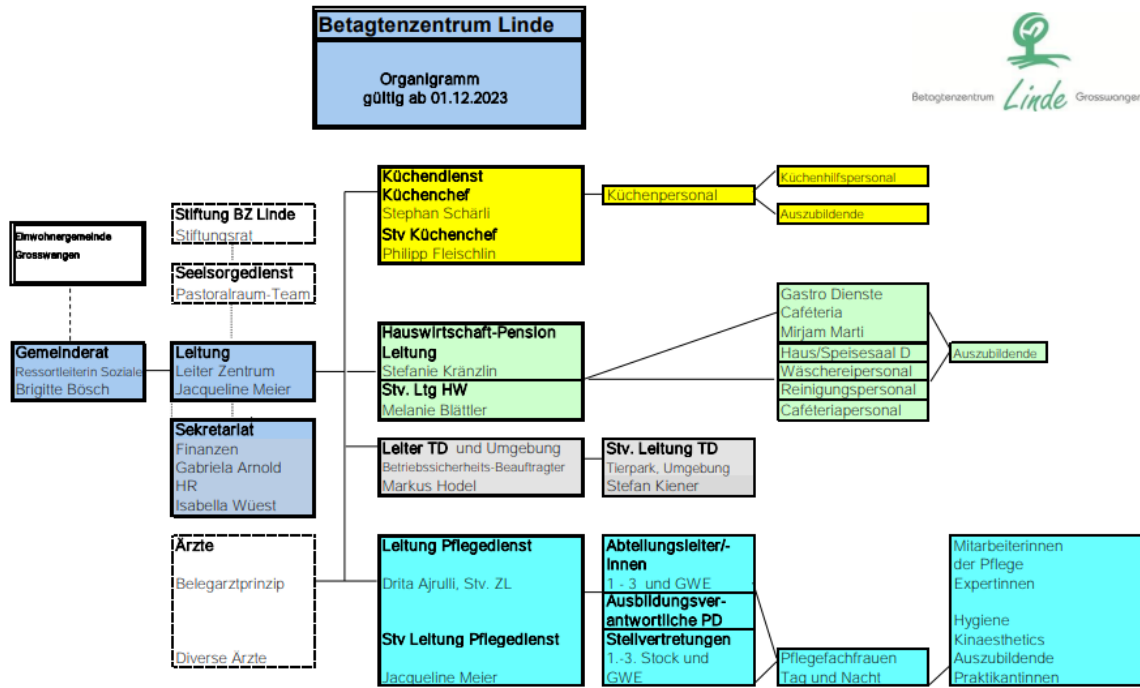 Betagtenzentrum Linde
Organigramm
gültig ab 01.12.2023
Betagtenzentrum Linde Grosswangen
Einwohnergemeinde
Grosswangen
Gemeinderat
Ressortleiterin Soziale
Brigitte Bösch
Stiftung BZ Linde
Stiftungsrat
Seelsorgedienst
Pastoralraum-Team
Leitung
Leiter Zentrum
Jacqueline Meier
Sekretariat
Finanzen
Gabriela Arnold
HR
Isabella Wüest
Ärzte
Belegarztprinzip
Diverse Ärzte
Küchendienst
Küchenchef
Stephan Schärli
Stv Küchenchef
Philipp Fleischlin
Küchenpersonal
Küchenhilfspersonal
Auszubildende
Hauswirtschaft-Pension
Leitung
Stefanie Kränzlin
Stv. Ltg HW
Melanie Blättler
Gastro Dienste
Caféteria
Mirjam Marti
Haus/Speisesaal D
Wäschereipersonal
Reinigungspersonal
Caféteriapersonal
Auszubildende
Leiter TD und Umgebung
Betriebssicherheits-Beauftragter
Markus Hodel
Stv. Leitung TD
Tierpark, Umgebung
Stefan Kiener
Leitung Pflegedienst
Drita Ajrulli, Stv. ZL
Stv Leitung Pflegedienst
Jacqueline Meier
Abteilungsleiter/-
innen
1 - 3 und GWE
Ausbildungsver-
antwortliche PD
Stellvertretungen
1.-3. Stock und
GWE
Pflegefachfrauen
Tag und Nacht
Mitarbeiterinnen
der Pflege
Expertinnen
Hygiene
Kinaesthetics
Auszubildende
Praktikantinnen